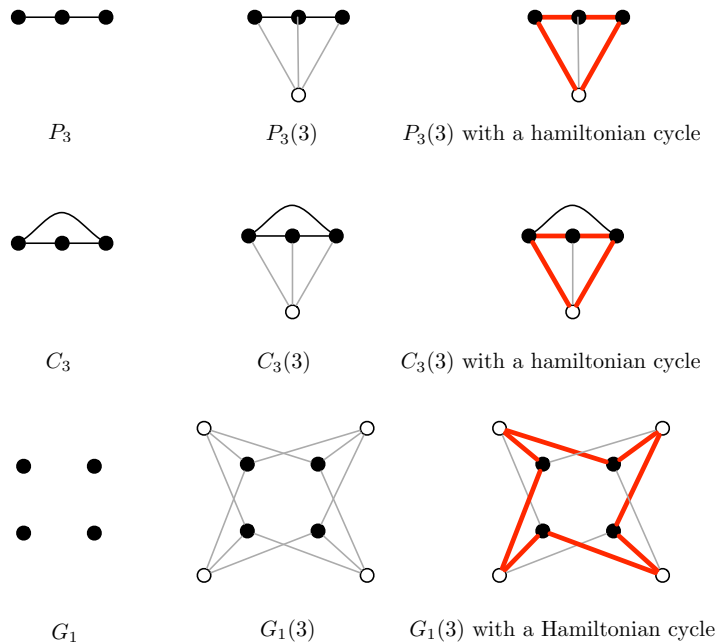 P₃ P₃(3) P₃(3) with a hamiltonian cycle
C₃ C₃(3) C₃(3) with a hamiltonian cycle
G₁ G₁(3) G₁(3) with a Hamiltonian cycle